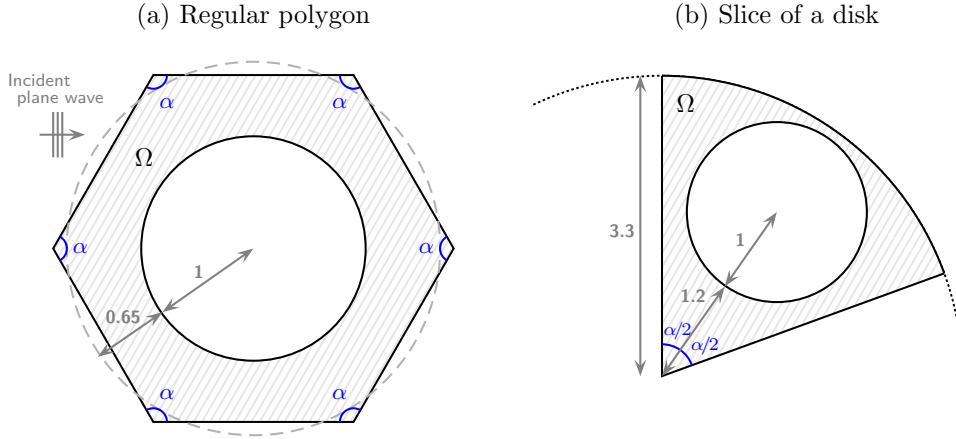 (a) Regular polygon
(b) Slice of a disk
Incident
plane wave
α
α
Ω
α
α
1
0.65
α
α
Ω
3.3
1
1.2
α/2
α/2